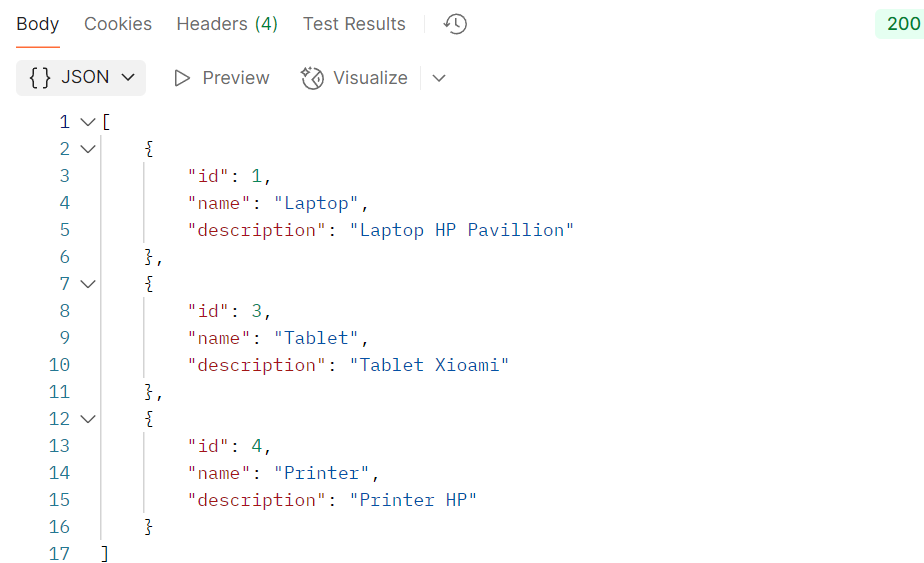 Body Cookies Headers (4) Test Results 200
{} JSON Preview Visualize
1 [
2 {
3 "id": 1,
4 "name": "Laptop",
5 "description": "Laptop HP Pavillion"
6 },
7 {
8 "id": 3,
9 "name": "Tablet",
10 "description": "Tablet Xioami"
11 },
12 {
13 "id": 4,
14 "name": "Printer",
15 "description": "Printer HP"
16 }
17 ]